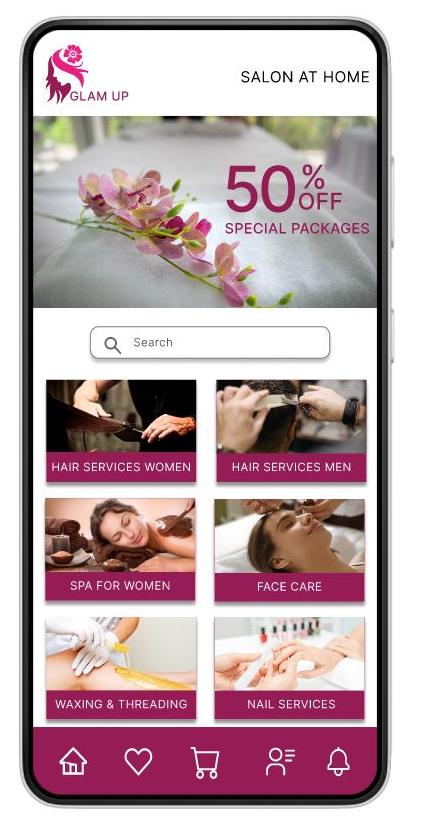 GLAM UP
SALON AT HOME
50% OFF
SPECIAL PACKAGES
Search
HAIR SERVICES WOMEN
HAIR SERVICES MEN
SPA FOR WOMEN
FACE CARE
WAXING & THREADING
NAIL SERVICES